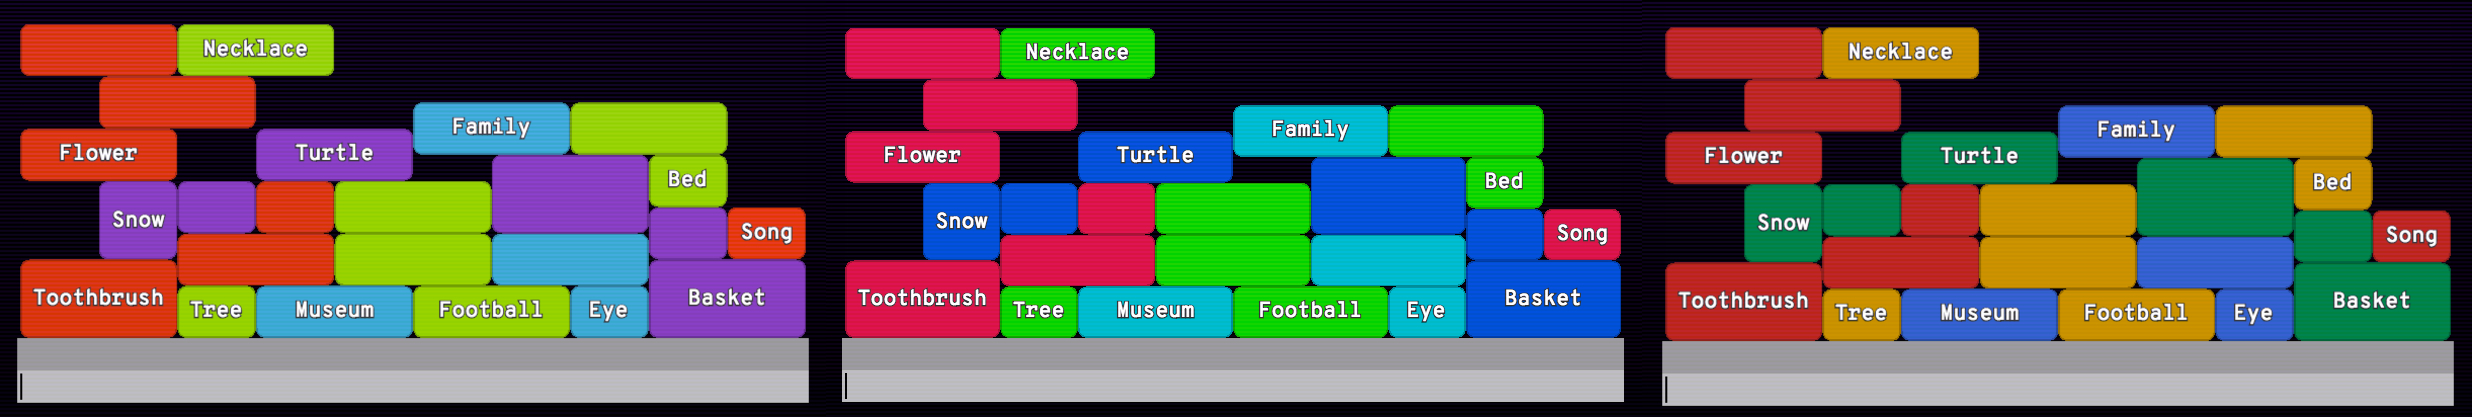 Necklace
Family
Flower
Turtle
Bed
Snow
Song
Toothbrush
Tree
Museum
Football
Eye
Basket
Necklace
Family
Flower
Turtle
Bed
Snow
Song
Toothbrush
Tree
Museum
Football
Eye
Basket
Necklace
Family
Flower
Turtle
Bed
Snow
Song
Toothbrush
Tree
Museum
Football
Eye
Basket